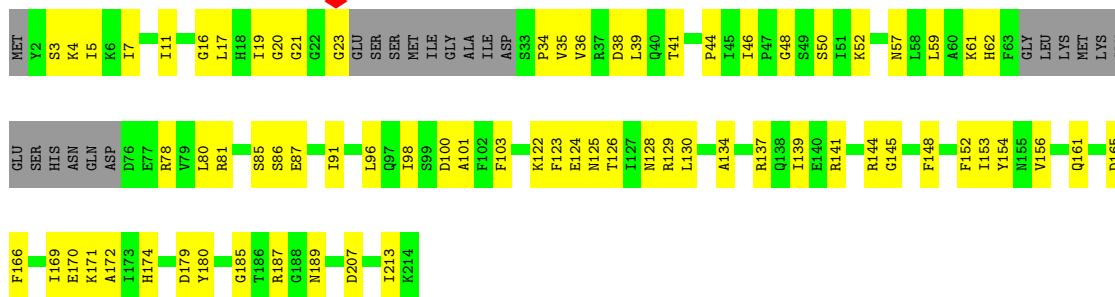 MET Y2 S3 K4 I5 K6 I7 I11 G16 L17 H18 I19 G20 G21 G22 G23 GLU SER SER MET ILE GLY ALA ILE ASP S33 P34 V35 V36 R37 D38 L39 Q40 T41 P44 I45 I46 P47 G48 S49 S50 I51 K52 N57 L58 L59 A60 K61 H62 F63 GLY LEU LYS MET LYS
GLU SER HIS ASN GLN ASP D76 E77 R78 V79 L80 R81 S85 S86 E87 I91 L96 Q97 I98 S99 D100 A101 F102 F103 K122 F123 E124 N125 T126 I127 N128 R129 L130 A134 R137 Q138 I139 E140 R141 R144 G145 F148 F152 I153 Y154 N155 V156 Q161
F166 I169 E170 K171 A172 I173 H174 D179 Y180 G185 T186 R187 G188 N189 D207 I213 K214